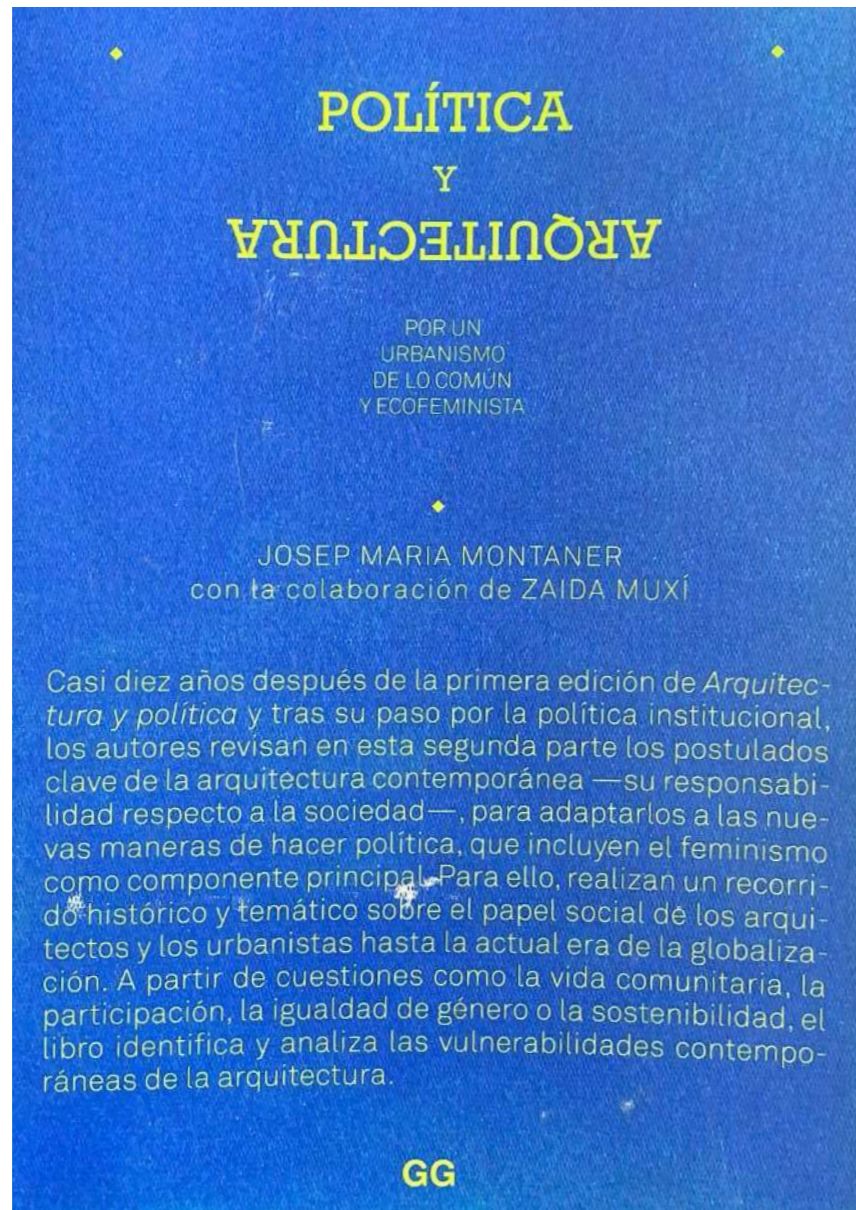 POLÍTICA
Y
ARQUITECTURA
POR UN
URBANISMO
DE LO COMÚN
Y ECOFEMINISTA
JOSEP MARIA MONTANER
con la colaboración de ZAIDA MUXÍ
Casi diez años después de la primera edición de Arquitec-
tura y política y tras su paso por la política institucional,
los autores revisan en esta segunda parte los postulados
clave de la arquitectura contemporánea —su responsabi-
lidad respecto a la sociedad—, para adaptarlos a las nue-
vas maneras de hacer política, que incluyen el feminismo
como componente principal. Para ello, realizan un recorri-
do histórico y temático sobre el papel social de los arqui-
tectos y los urbanistas hasta la actual era de la globaliza-
ción. A partir de cuestiones como la vida comunitaria, la
participación, la igualdad de género o la sostenibilidad, el
libro identifica y analiza las vulnerabilidades contempo-
ráneas de la arquitectura.
GG